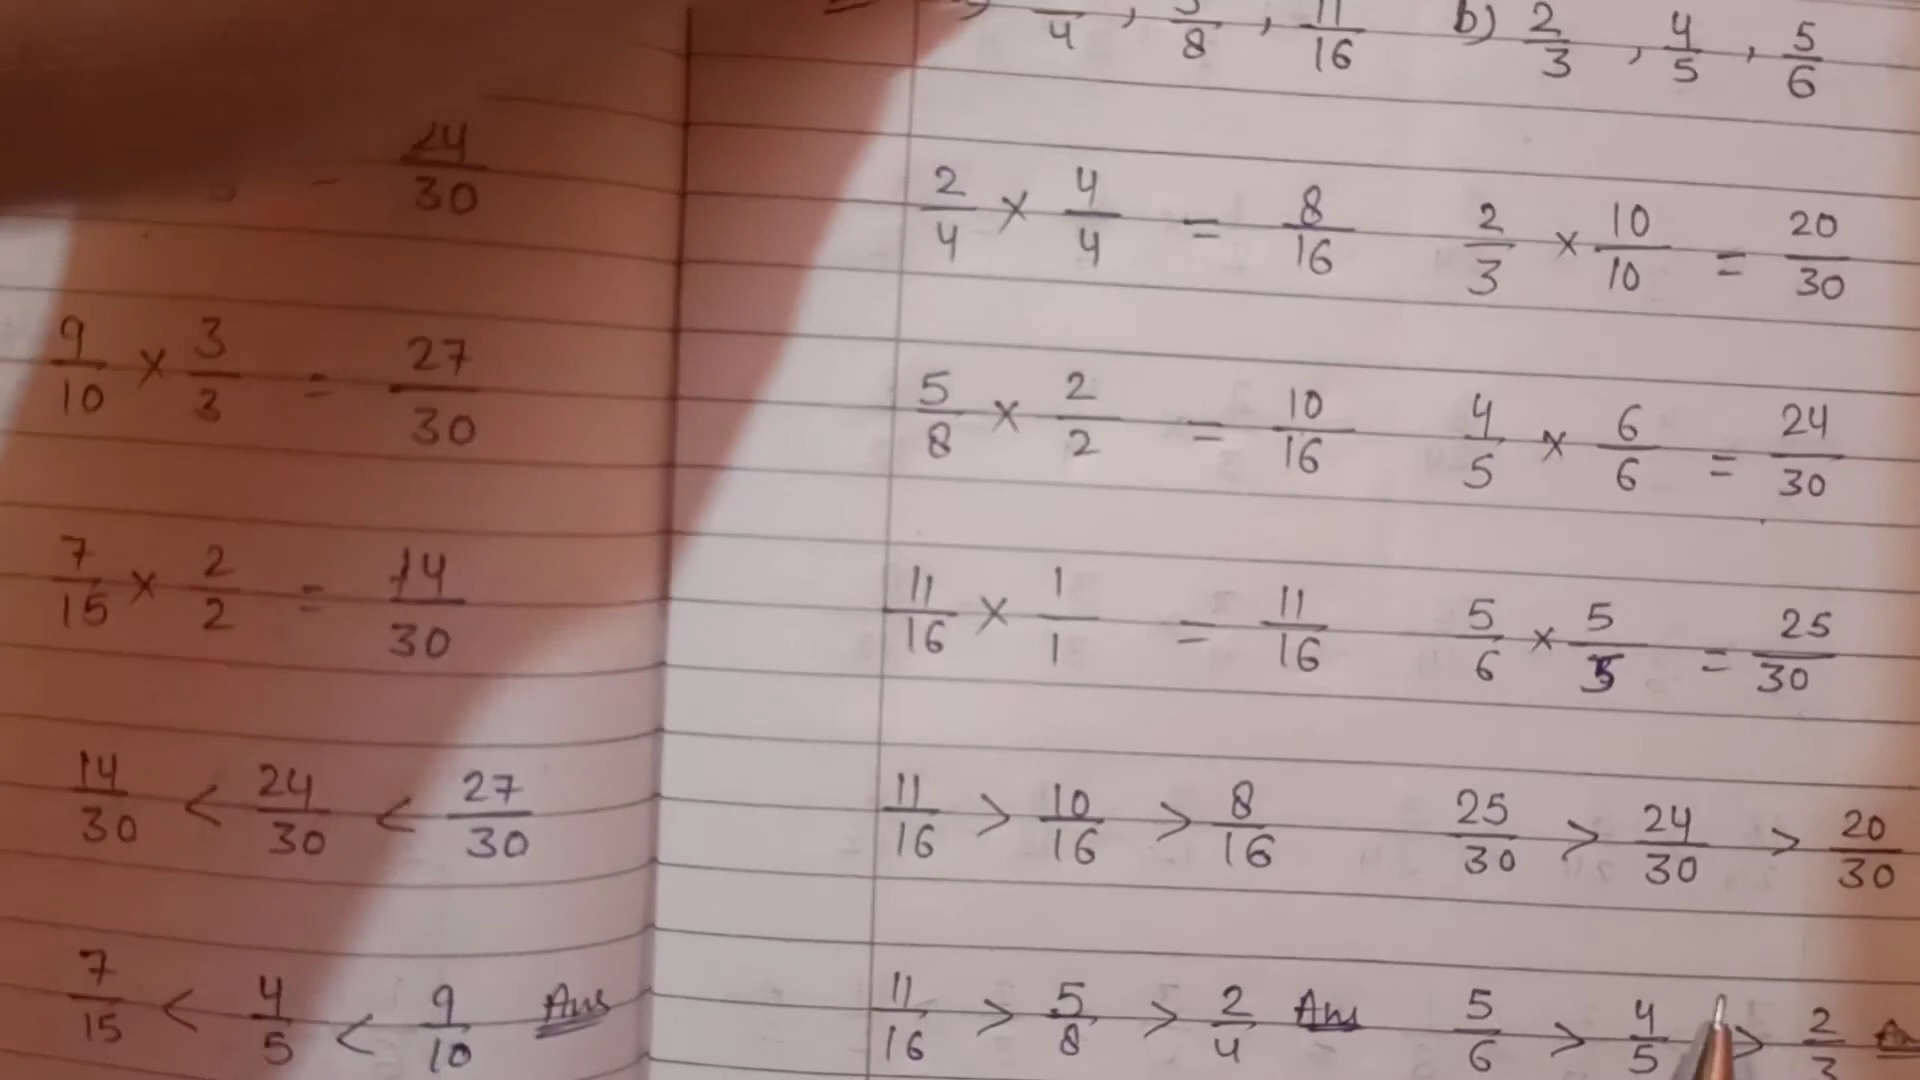 24/30
9/10 × 3/3 = 27/30
7/15 × 2/2 = 14/30
14/30 < 24/30 < 27/30
7/15 < 4/5 < 9/10 Ans
/4 , 5/8 , 11/16 b) 2/3 , 4/5 , 5/6
2/4 × 4/4 = 8/16 2/3 × 10/10 = 20/30
5/8 × 2/2 = 10/16 4/5 × 6/6 = 24/30
11/16 × 1/1 = 11/16 5/6 × 5/5 = 25/30
11/16 > 10/16 > 8/16 25/30 > 24/30 > 20/30
11/16 > 5/8 > 2/4 Ans 5/6 > 4/5 > 2/3